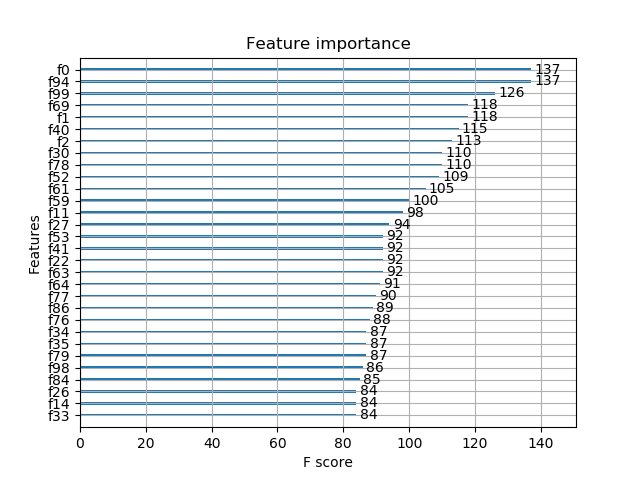 Feature importance
Features
f0 137
f94 137
f99 126
f69 118
f1 118
f40 115
f2 113
f30 110
f78 110
f52 109
f61 105
f59 100
f11 98
f27 94
f53 92
f41 92
f22 92
f63 92
f64 91
f77 90
f86 89
f76 88
f34 87
f35 87
f79 87
f98 86
f84 85
f26 84
f14 84
f33 84
0 20 40 60 80 100 120 140
F score